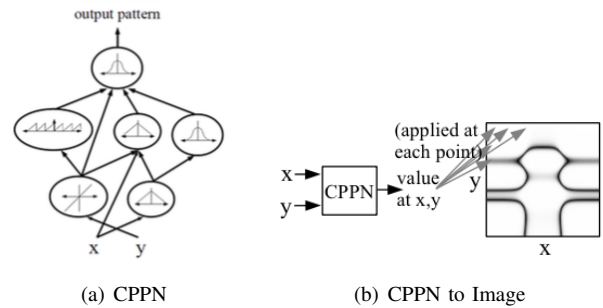 output pattern
x y
(a) CPPN
(applied at
each point)
x
y
CPPN
value
at x,y
y
x
(b) CPPN to Image